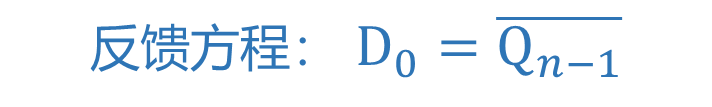 反馈方程： D₀ = \overline{Q_{n−1}}